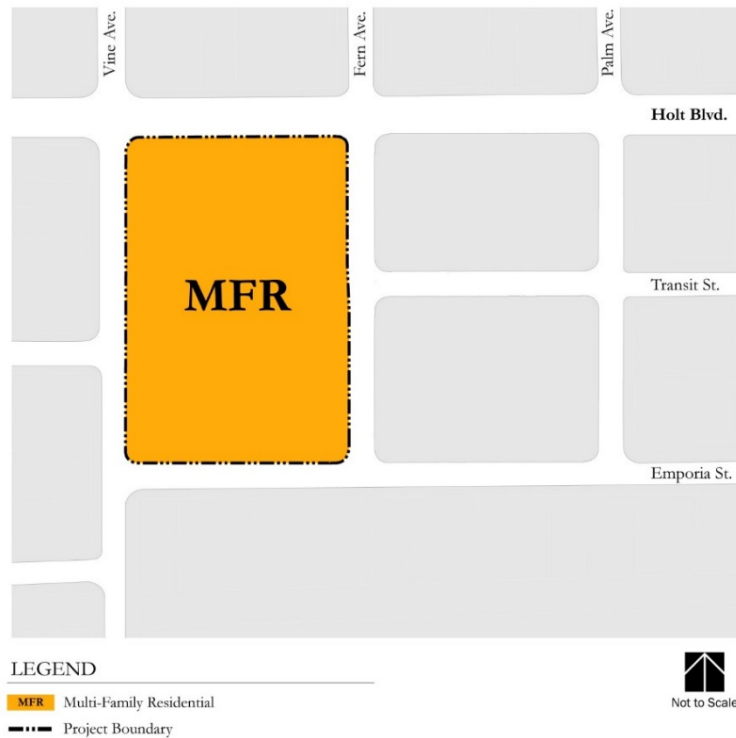 Vine Ave.
Fern Ave.
Palm Ave.
Holt Blvd.
MFR
Transit St.
Emporia St.
LEGEND
MFR Multi-Family Residential
Project Boundary
Not to Scale